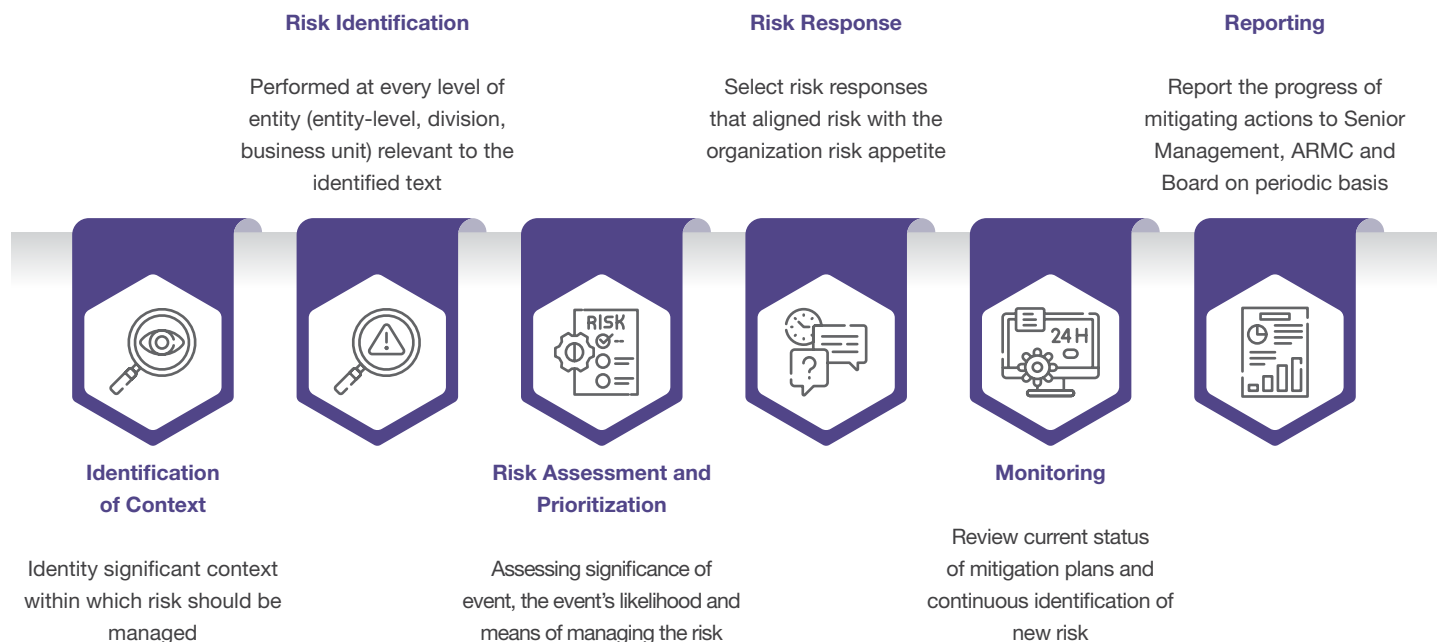 Risk Identification
Performed at every level of
entity (entity-level, division,
business unit) relevant to the
identified text
Risk Response
Select risk responses
that aligned risk with the
organization risk appetite
Reporting
Report the progress of
mitigating actions to Senior
Management, ARMC and
Board on periodic basis
RISK
?
24 H
Identification
of Context
Identity significant context
within which risk should be
managed
Risk Assessment and
Prioritization
Assessing significance of
event, the event’s likelihood and
means of managing the risk
Monitoring
Review current status
of mitigation plans and
continuous identification of
new risk